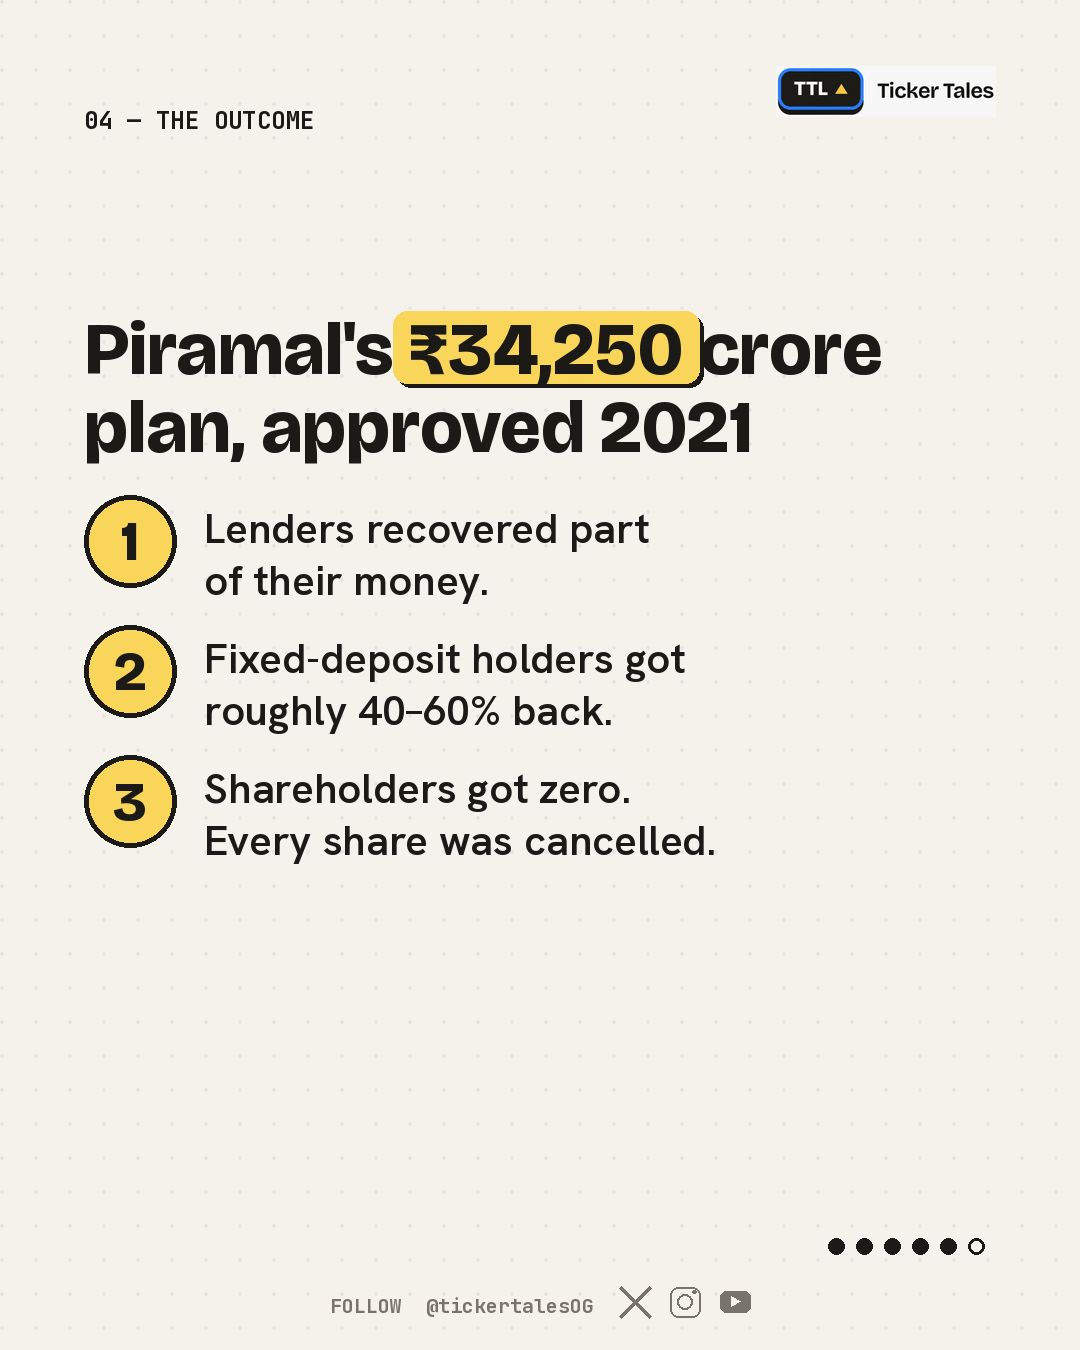 04 — THE OUTCOME
TTL ▲ Ticker Tales
Piramal's ₹34,250 crore
plan, approved 2021
1 Lenders recovered part
of their money.
2 Fixed-deposit holders got
roughly 40–60% back.
3 Shareholders got zero.
Every share was cancelled.
FOLLOW @tickertalesOG